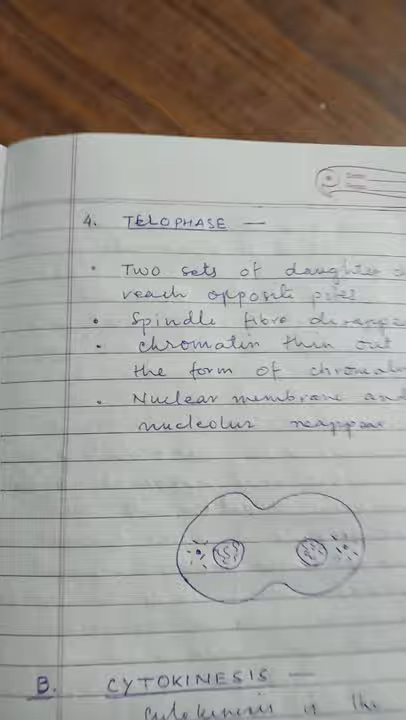 4. TELOPHASE —
• Two sets of daughter
reach opposite poles
• Spindle fibre
• chromatin thin out
the form of
• Nuclear membrane and
nucleolus reappear
B. CYTOKINESIS —
Cytokinesis is the